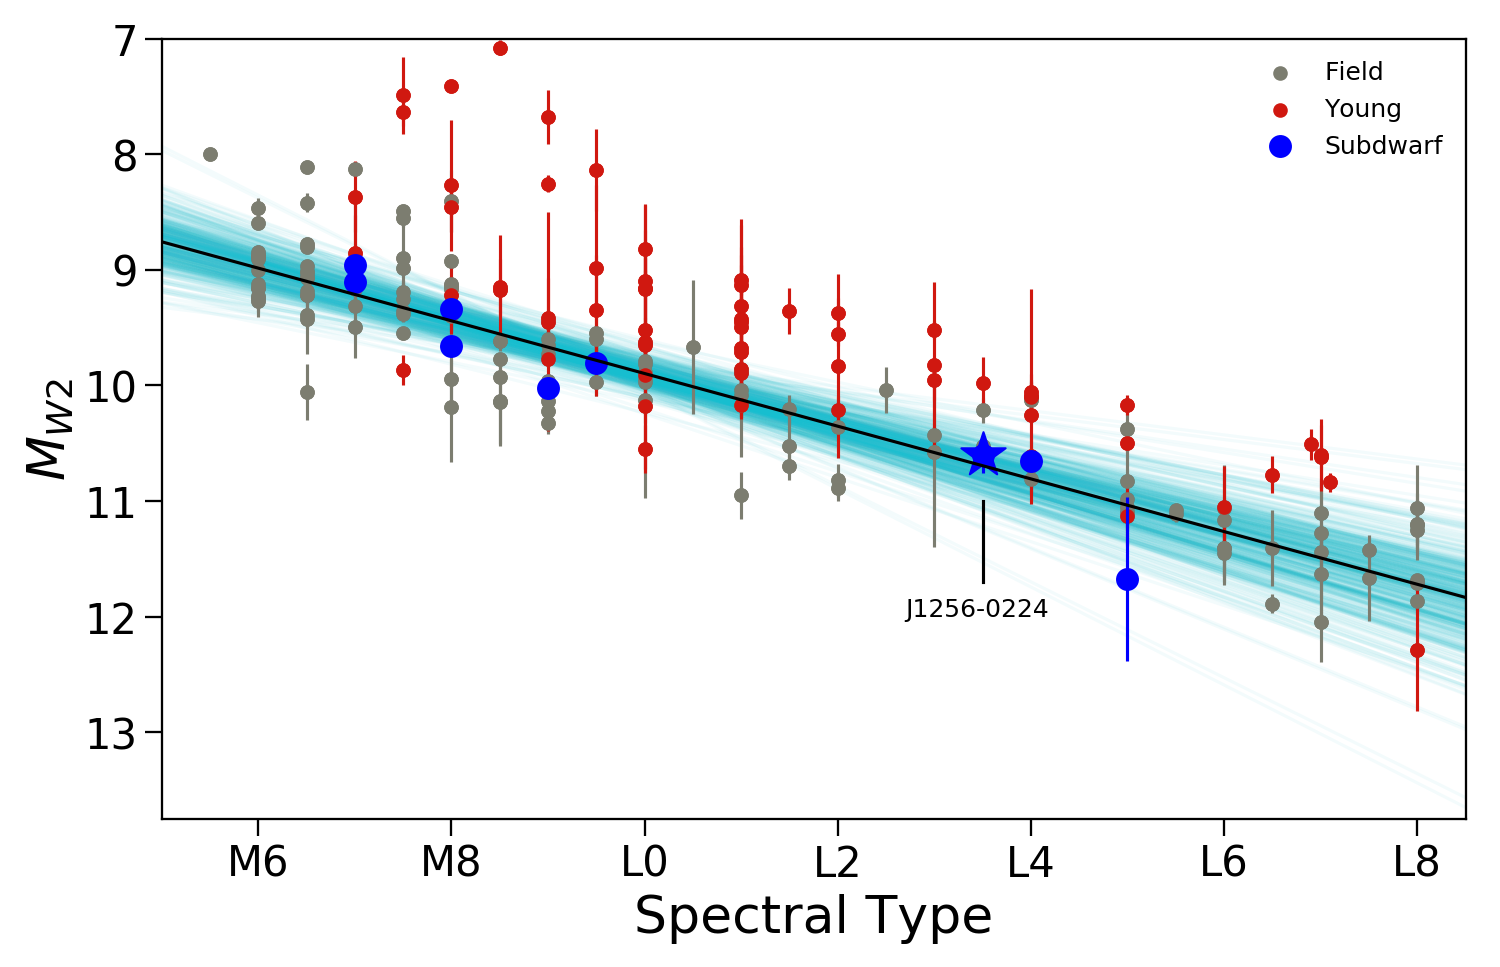 7
8
9
10
11
12
13
M_{W2}
Field
Young
Subdwarf
J1256-0224
M6 M8 L0 L2 L4 L6 L8
Spectral Type